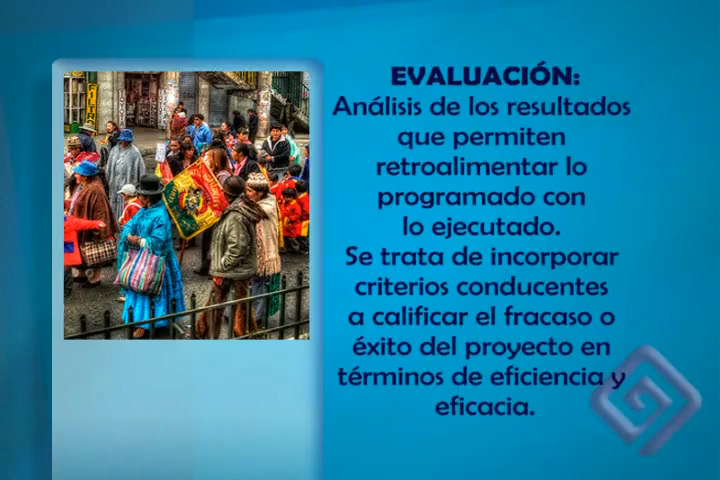 EVALUACIÓN:
Análisis de los resultados
que permiten
retroalimentar lo
programado con
lo ejecutado.
Se trata de incorporar
criterios conducentes
a calificar el fracaso o
éxito del proyecto en
términos de eficiencia y
eficacia.